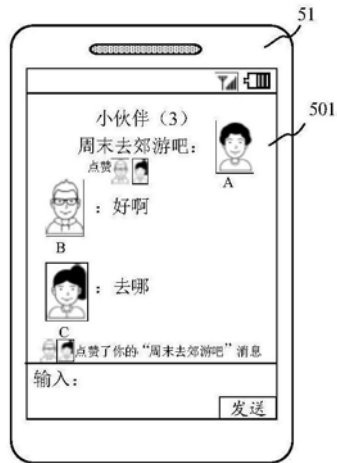 51
501
小伙伴（3）
周末去郊游吧：
点赞
A
：好啊
B
：去哪
C
点赞了你的“周末去郊游吧”消息
输入：
发送